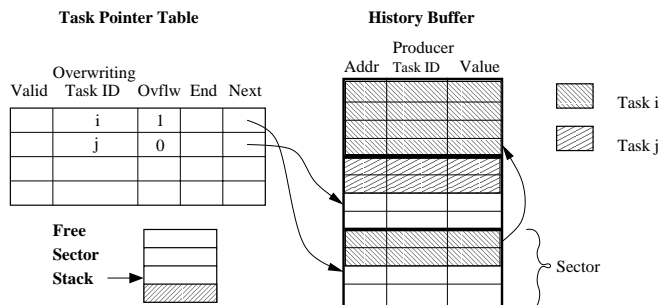 Task Pointer Table
History Buffer
Overwriting
Valid Task ID Ovflw End Next
i 1
j 0
Producer
Addr Task ID Value
Task i
Task j
Free
Sector
Stack
Sector